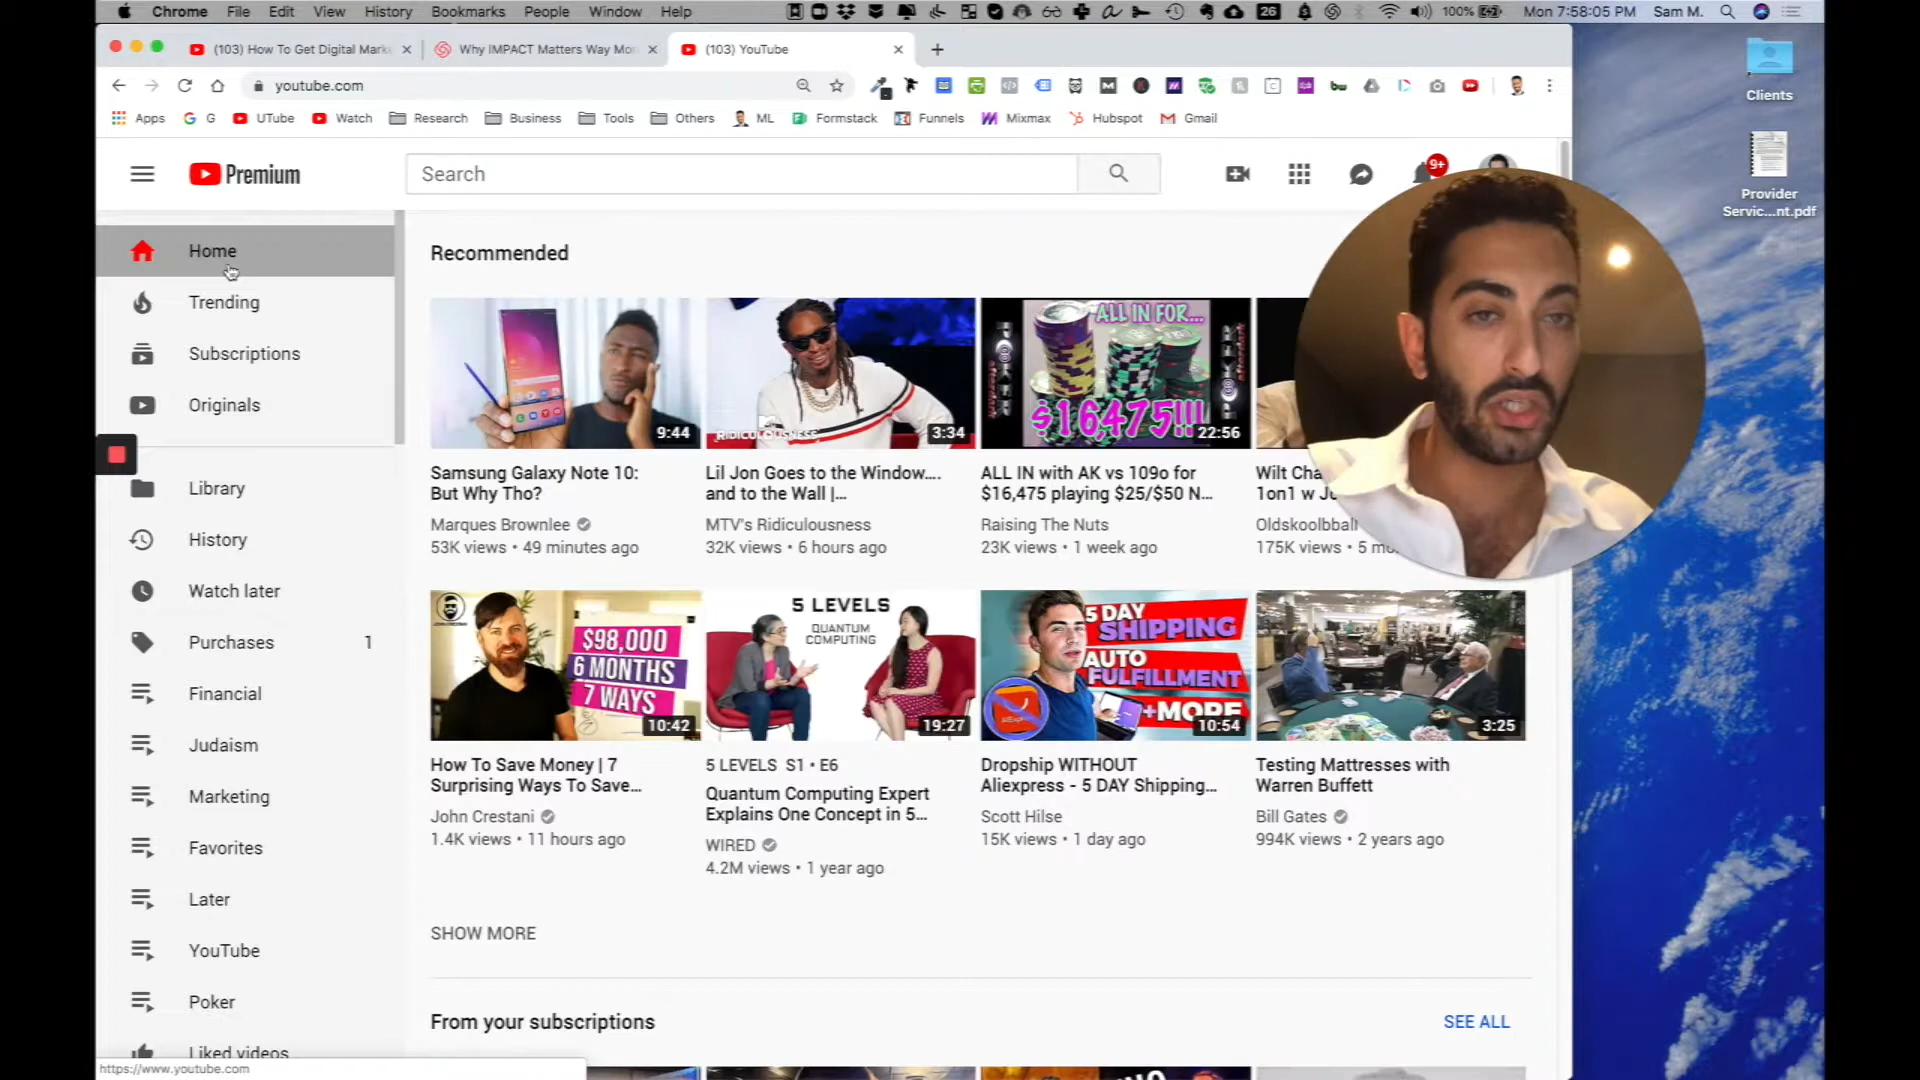 Chrome File Edit View History Bookmarks People Window Help 26 100% Mon 7:58:05 PM Sam M.
(103) How To Get Digital Mark
Why IMPACT Matters Way Mo
(103) YouTube
youtube.com
Apps G UTube Watch Research Business Tools Others ML Formstack Funnels Mixmax Hubspot Gmail
Clients
Provider
Servic...nt.pdf
Premium
Search
9+
Home
Trending
Subscriptions
Originals
Library
History
Watch later
Purchases 1
Financial
Judaism
Marketing
Favorites
Later
YouTube
Poker
Liked videos
https://www.youtube.com
Recommended
9:44
Samsung Galaxy Note 10:
But Why Tho?
Marques Brownlee
53K views • 49 minutes ago
RIDICULOUSNESS
3:34
Lil Jon Goes to the Window....
and to the Wall |...
MTV's Ridiculousness
32K views • 6 hours ago
ALL IN FOR...
$16,475!!!
22:56
ALL IN with AK vs 109o for
$16,475 playing $25/$50 N...
Raising The Nuts
23K views • 1 week ago
Wilt Cha
1on1 w J
Oldskoolbball
175K views • 5 mo
$98,000
6 MONTHS
7 WAYS
10:42
How To Save Money | 7
Surprising Ways To Save...
John Crestani
1.4K views • 11 hours ago
5 LEVELS
QUANTUM
COMPUTING
19:27
5 LEVELS S1 • E6
Quantum Computing Expert
Explains One Concept in 5...
WIRED
4.2M views • 1 year ago
5 DAY
SHIPPING
AUTO
FULFILLMENT
+MORE
10:54
Dropship WITHOUT
Aliexpress - 5 DAY Shipping...
Scott Hilse
15K views • 1 day ago
3:25
Testing Mattresses with
Warren Buffett
Bill Gates
994K views • 2 years ago
SHOW MORE
From your subscriptions
SEE ALL